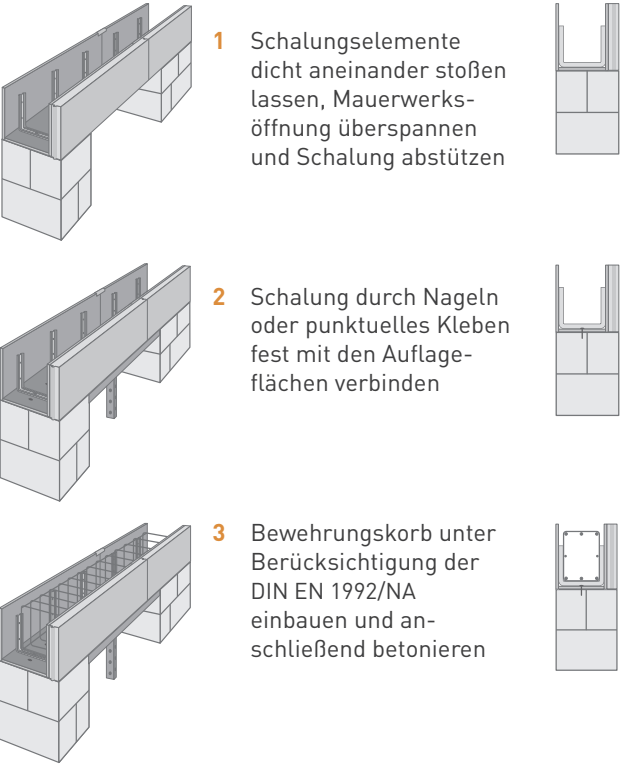 1 Schalungselemente
dicht aneinander stoßen
lassen, Mauerwerks-
öffnung überspannen
und Schalung abstützen
2 Schalung durch Nageln
oder punktuelles Kleben
fest mit den Auflage-
flächen verbinden
3 Bewehrungskorb unter
Berücksichtigung der
DIN EN 1992/NA
einbauen und an-
schließend betonieren